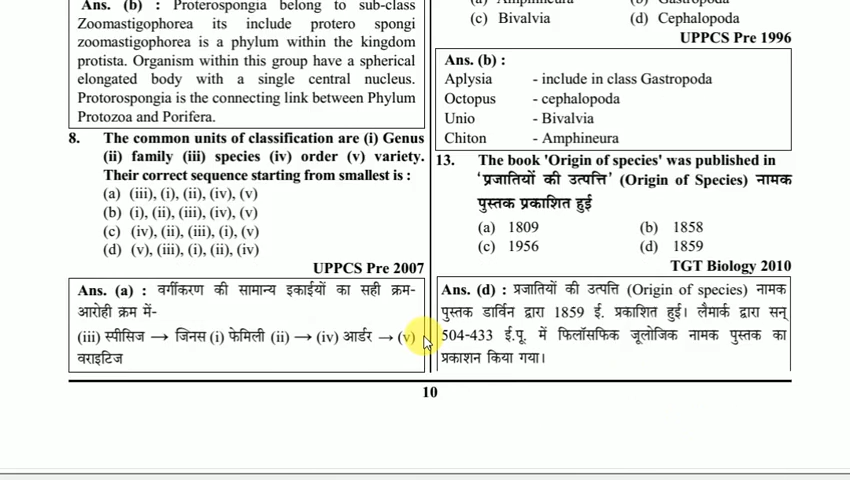 Ans. (b) : Proterospongia belong to sub-class
Zoomastigophorea its include protero spongi
zoomastigophorea is a phylum within the kingdom
protista. Organism within this group have a spherical
elongated body with a single central nucleus.
Protorospongia is the connecting link between Phylum
Protozoa and Porifera.
8. The common units of classification are (i) Genus
(ii) family (iii) species (iv) order (v) variety.
Their correct sequence starting from smallest is :
(a) (iii), (i), (ii), (iv), (v)
(b) (i), (ii), (iii), (iv), (v)
(c) (iv), (ii), (iii), (i), (v)
(d) (v), (iii), (i), (ii), (iv)
UPPCS Pre 2007
Ans. (a) : वर्गीकरण की सामान्य इकाईयों का सही क्रम-
आरोही क्रम में-
(iii) स्पीसिज → जिनस (i) फेमिली (ii) → (iv) आर्डर → (v)
वराइटिज
(c) Bivalvia (d) Cephalopoda
UPPCS Pre 1996
Ans. (b) :
Aplysia - include in class Gastropoda
Octopus - cephalopoda
Unio - Bivalvia
Chiton - Amphineura
13. The book 'Origin of species' was published in
‘प्रजातियों की उत्पत्ति’ (Origin of Species) नामक
पुस्तक प्रकाशित हुई
(a) 1809 (b) 1858
(c) 1956 (d) 1859
TGT Biology 2010
Ans. (d) : प्रजातियों की उत्पत्ति (Origin of species) नामक
पुस्तक डार्विन द्वारा 1859 ई. प्रकाशित हुई। लैमार्क द्वारा सन्
504-433 ई.पू. में फिलॉसफिक जूलोजिक नामक पुस्तक का
प्रकाशन किया गया।
10